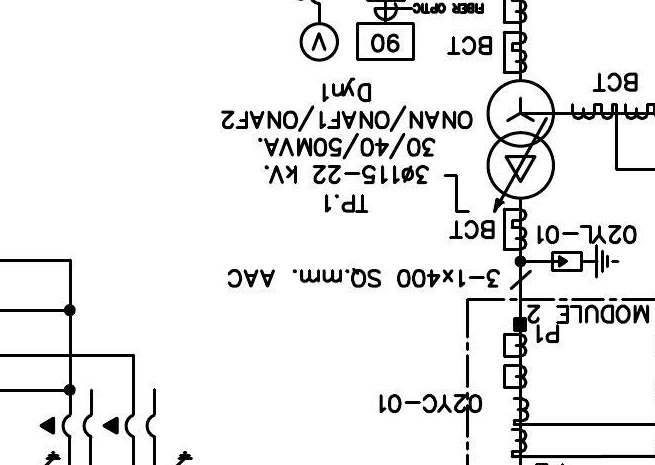 02YC-01
P1
MODULE 2
3-1x400 SQ.mm. AAC
02YL-01
BCT
TP.1
3ø115-22 kV.
30/40/50MVA.
ONAN/ONAF1/ONAF2
Dyn1
BCT
BCT
90
V
FIBER OPTIC